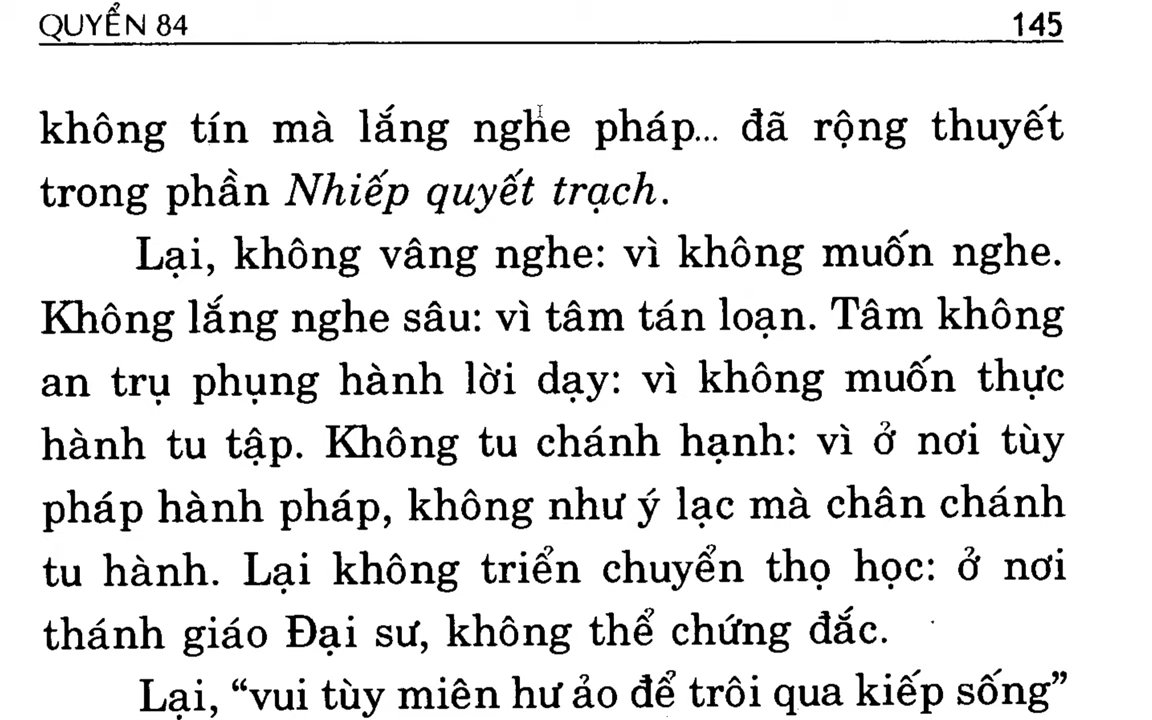 QUYỂN 84 145
không tín mà lắng nghe pháp... đã rộng thuyết
trong phần Nhiếp quyết trạch.
Lại, không vâng nghe: vì không muốn nghe.
Không lắng nghe sâu: vì tâm tán loạn. Tâm không
an trụ phụng hành lời dạy: vì không muốn thực
hành tu tập. Không tu chánh hạnh: vì ở nơi tùy
pháp hành pháp, không như ý lạc mà chân chánh
tu hành. Lại không triển chuyển thọ học: ở nơi
thánh giáo Đại sư, không thể chứng đắc.
Lại, “vui tùy miên hư ảo để trôi qua kiếp sống”